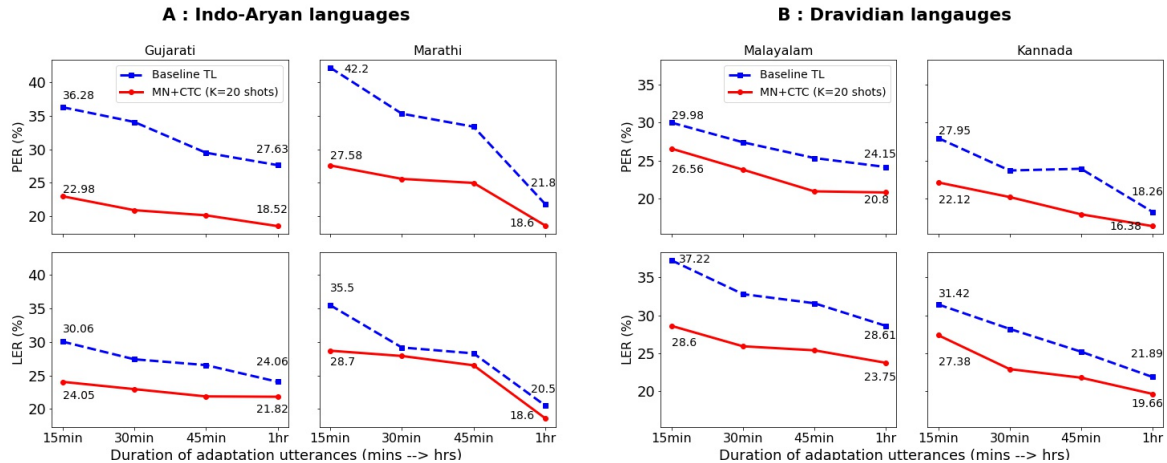 A : Indo-Aryan languages
Gujarati
Marathi
PER (%)
40
35
30
25
20
Baseline TL
MN+CTC (K=20 shots)
36.28
27.63
22.98
18.52
42.2
27.58
21.8
18.6
LER (%)
40
35
30
25
20
30.06
24.06
24.05
21.82
35.5
28.7
20.5
18.6
15min 30min 45min 1hr
15min 30min 45min 1hr
Duration of adaptation utterances (mins --> hrs)
B : Dravidian langauges
Malayalam
Kannada
PER (%)
35
30
25
20
Baseline TL
MN+CTC (K=20 shots)
29.98
24.15
26.56
20.8
27.95
22.12
18.26
16.38
LER (%)
35
30
25
20
37.22
28.61
28.6
23.75
31.42
27.38
21.89
19.66
15min 30min 45min 1hr
15min 30min 45min 1hr
Duration of adaptation utterances (mins --> hrs)